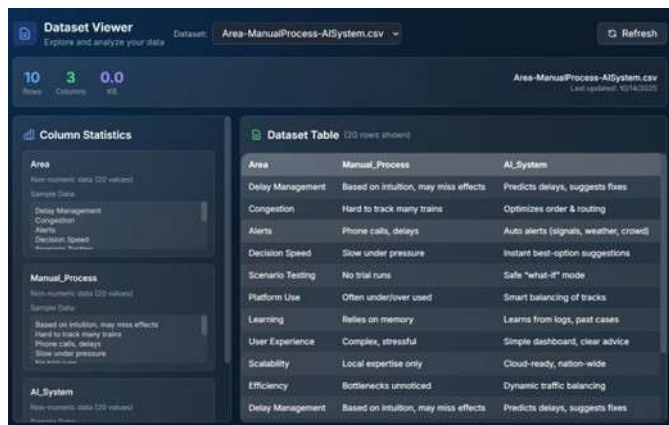 Dataset Viewer
Explore and analyze your data
Dataset: Area-ManualProcess-AISystem.csv
Refresh
10 3 0.0
Rows Columns KB
Area-ManualProcess-AISystem.csv
Last updated: 10/14/2025
Column Statistics
Area
Non-numeric data (20 values)
Sample Data:
Delay Management
Congestion
Alerts
Decision Speed
Scenario Testing
Manual_Process
Non-numeric data (20 values)
Sample Data:
Based on intuition, may miss effects
Hard to track many trains
Phone calls, delays
Slow under pressure
No trial runs
AI_System
Non-numeric data (20 values)
Sample Data:
Dataset Table (20 rows shown)
Area Manual_Process AI_System
Delay Management Based on intuition, may miss effects Predicts delays, suggests fixes
Congestion Hard to track many trains Optimizes order & routing
Alerts Phone calls, delays Auto alerts (signals, weather, crowd)
Decision Speed Slow under pressure Instant best-option suggestions
Scenario Testing No trial runs Safe "what-if" mode
Platform Use Often under/over used Smart balancing of tracks
Learning Relies on memory Learns from logs, past cases
User Experience Complex, stressful Simple dashboard, clear advice
Scalability Local expertise only Cloud-ready, nation-wide
Efficiency Bottlenecks unnoticed Dynamic traffic balancing
Delay Management Based on intuition, may miss effects Predicts delays, suggests fixes